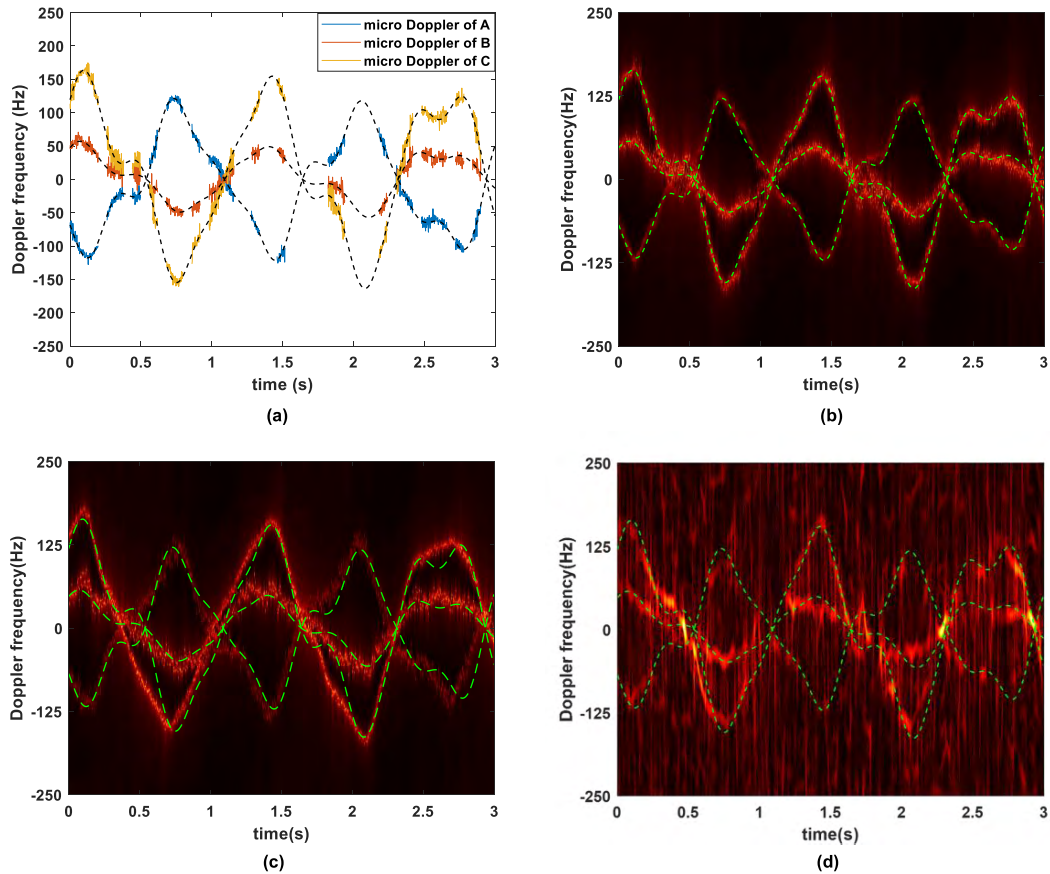 250
200
150
100
50
0
-50
-100
-150
-200
-250
Doppler frequency (Hz)
micro Doppler of A
micro Doppler of B
micro Doppler of C
0 0.5 1 1.5 2 2.5 3
time (s)
(a)
250
125
0
-125
-250
Doppler frequency(Hz)
0 0.5 1 1.5 2 2.5 3
time(s)
(b)
250
125
0
-125
-250
Doppler frequency(Hz)
0 0.5 1 1.5 2 2.5 3
time(s)
(c)
250
125
0
-125
-250
Doppler frequency(Hz)
0 0.5 1 1.5 2 2.5 3
time(s)
(d)